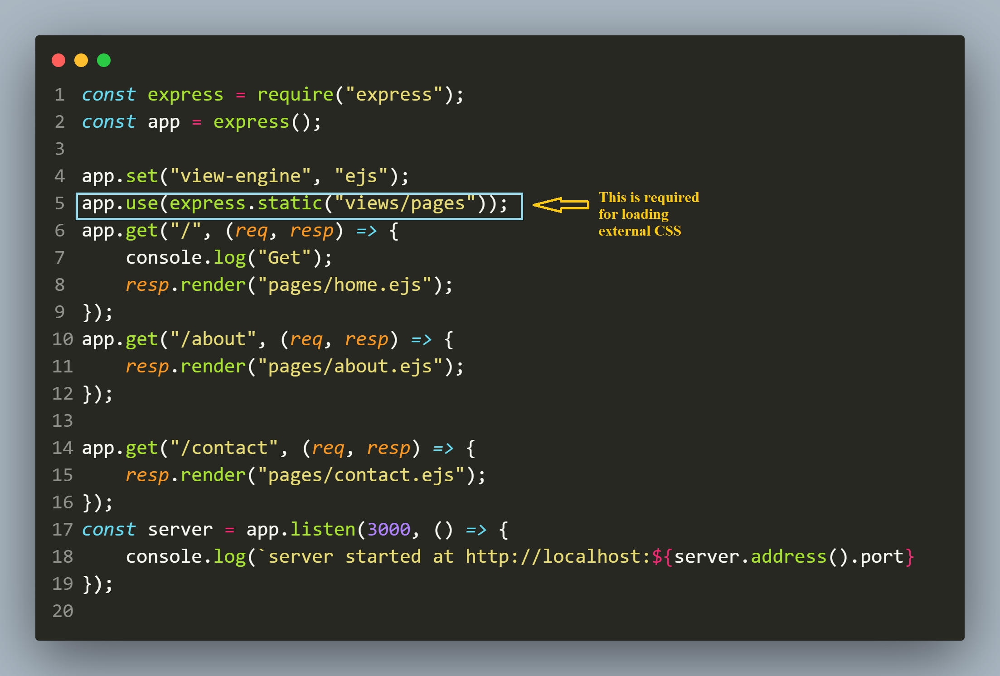 1 const express = require("express");
2 const app = express();
3
4 app.set("view-engine", "ejs");
5 app.use(express.static("views/pages"));
This is required
for loading
external CSS
6 app.get("/", (req, resp) => {
7     console.log("Get");
8     resp.render("pages/home.ejs");
9 });
10 app.get("/about", (req, resp) => {
11     resp.render("pages/about.ejs");
12 });
13
14 app.get("/contact", (req, resp) => {
15     resp.render("pages/contact.ejs");
16 });
17 const server = app.listen(3000, () => {
18     console.log(`server started at http://localhost:${server.address().port}
19 });
20